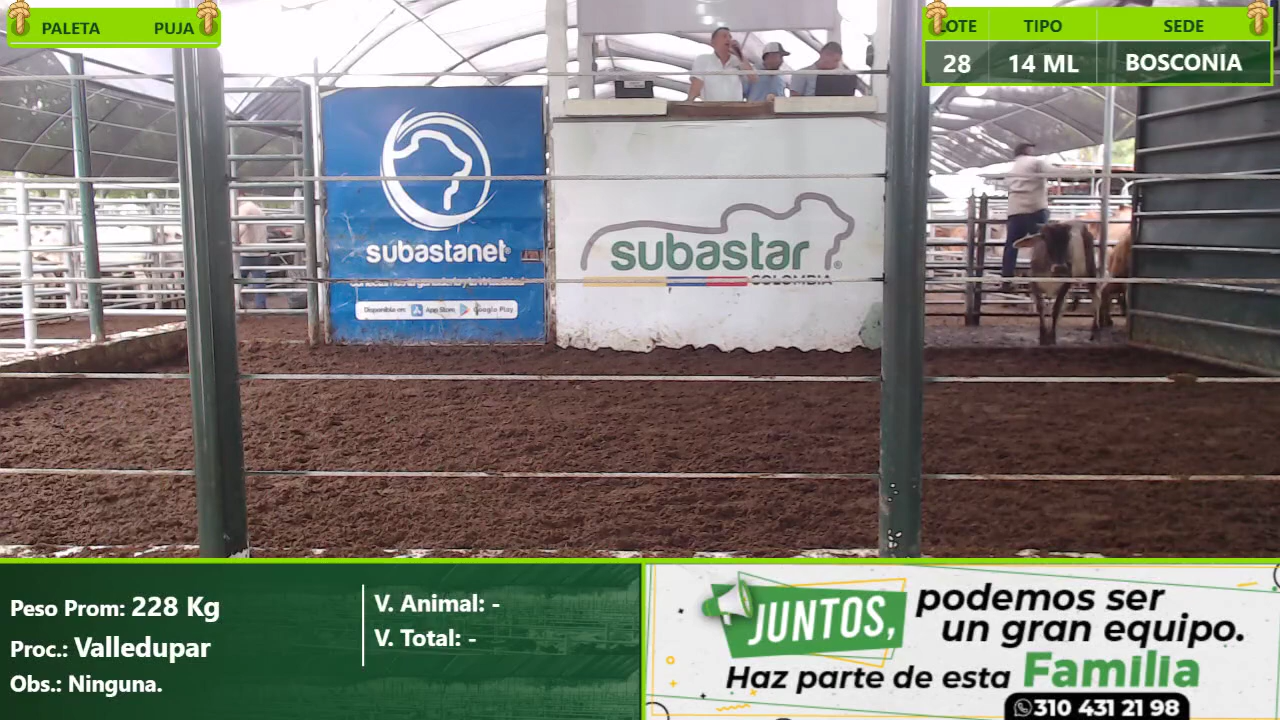 PALETA PUJA
LOTE TIPO SEDE
28 14 ML BOSCONIA
subastanet
Disponible en: App Store Google Play
subastar
COLOMBIA
Peso Prom: 228 Kg
Proc.: Valledupar
Obs.: Ninguna.
V. Animal: -
V. Total: -
JUNTOS, podemos ser
un gran equipo.
Haz parte de esta Familia
310 431 21 98